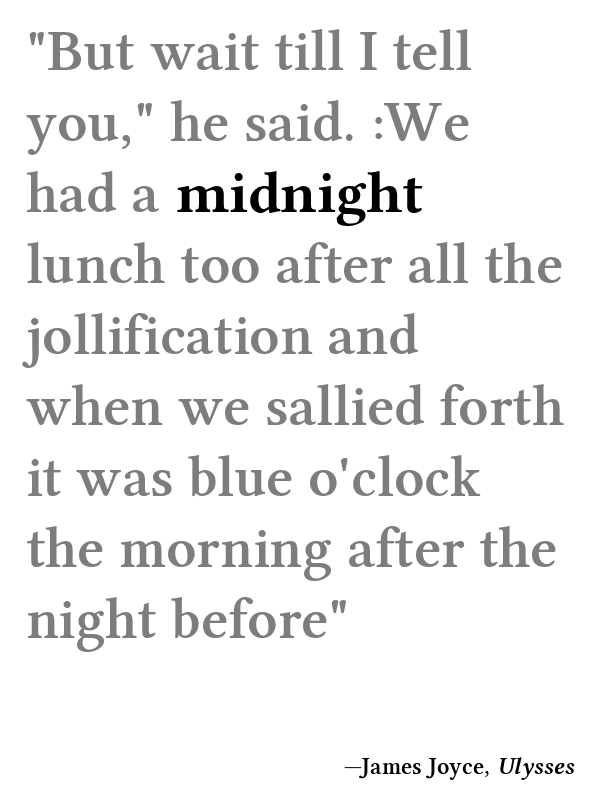 "But wait till I tell
you," he said. :We
had a midnight
lunch too after all the
jollification and
when we sallied forth
it was blue o'clock
the morning after the
night before"
—James Joyce, Ulysses